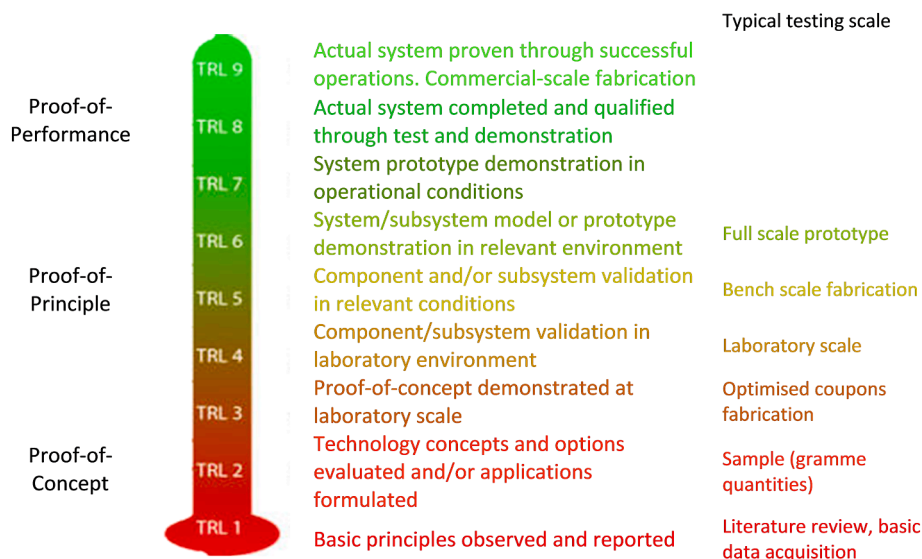 Typical testing scale
Proof-of-
Performance
TRL 9
Actual system proven through successful
operations. Commercial-scale fabrication
TRL 8
Actual system completed and qualified
through test and demonstration
TRL 7
System prototype demonstration in
operational conditions
Proof-of-
Principle
TRL 6
System/subsystem model or prototype
demonstration in relevant environment
Full scale prototype
TRL 5
Component and/or subsystem validation
in relevant conditions
Bench scale fabrication
TRL 4
Component/subsystem validation in
laboratory environment
Laboratory scale
Proof-of-
Concept
TRL 3
Proof-of-concept demonstrated at
laboratory scale
Optimised coupons
fabrication
TRL 2
Technology concepts and options
evaluated and/or applications
formulated
Sample (gramme
quantities)
TRL 1
Basic principles observed and reported
Literature review, basic
data acquisition